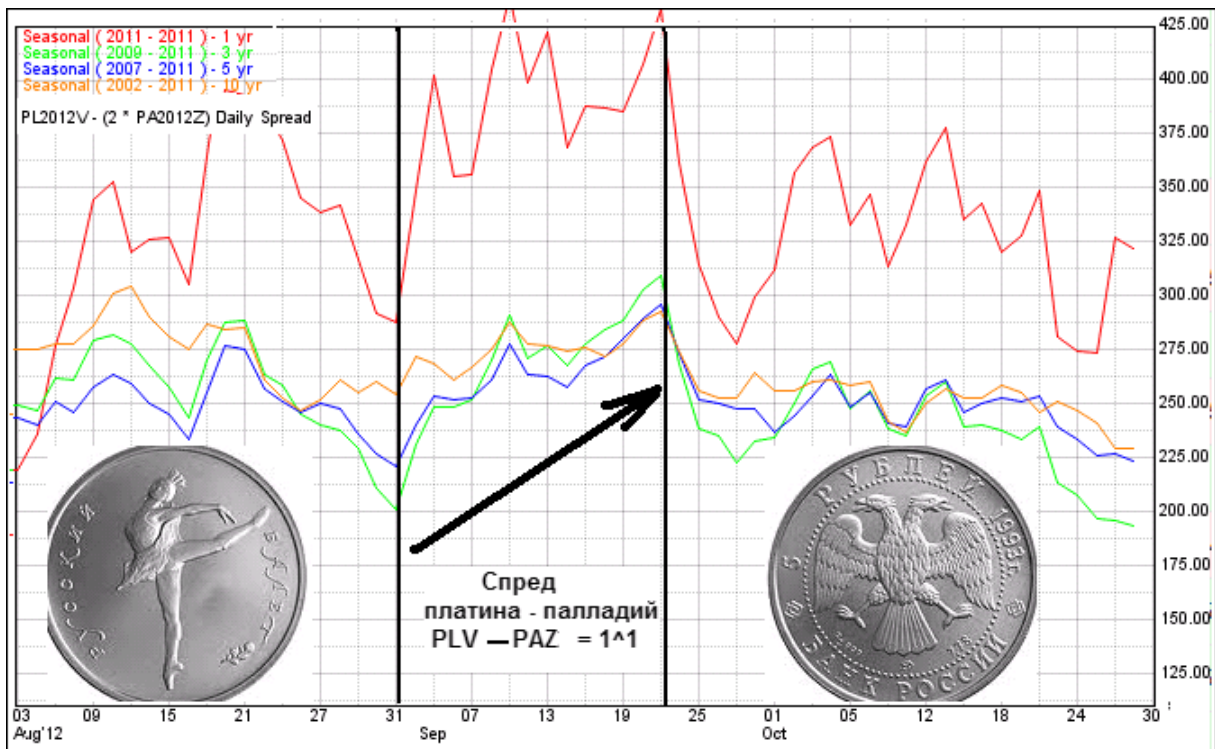 Seasonal ( 2011 - 2011 ) - 1 yr
Seasonal ( 2009 - 2011 ) - 3 yr
Seasonal ( 2007 - 2011 ) - 5 yr
Seasonal ( 2002 - 2011 ) - 10 yr
PL2012V - (2 * PA2012Z) Daily Spread
425.00
400.00
375.00
350.00
325.00
300.00
275.00
250.00
225.00
200.00
175.00
150.00
125.00
РУССКИЙ БАЛЕТ
Спред
платина - палладий
PLV — PAZ = 1^1
5 РУБЛЕЙ 1993г.
БАНК РОССИИ
03 09 15 21 27 31 07 13 19 25 01 05 12 18 24 30
Aug'12 Sep Oct